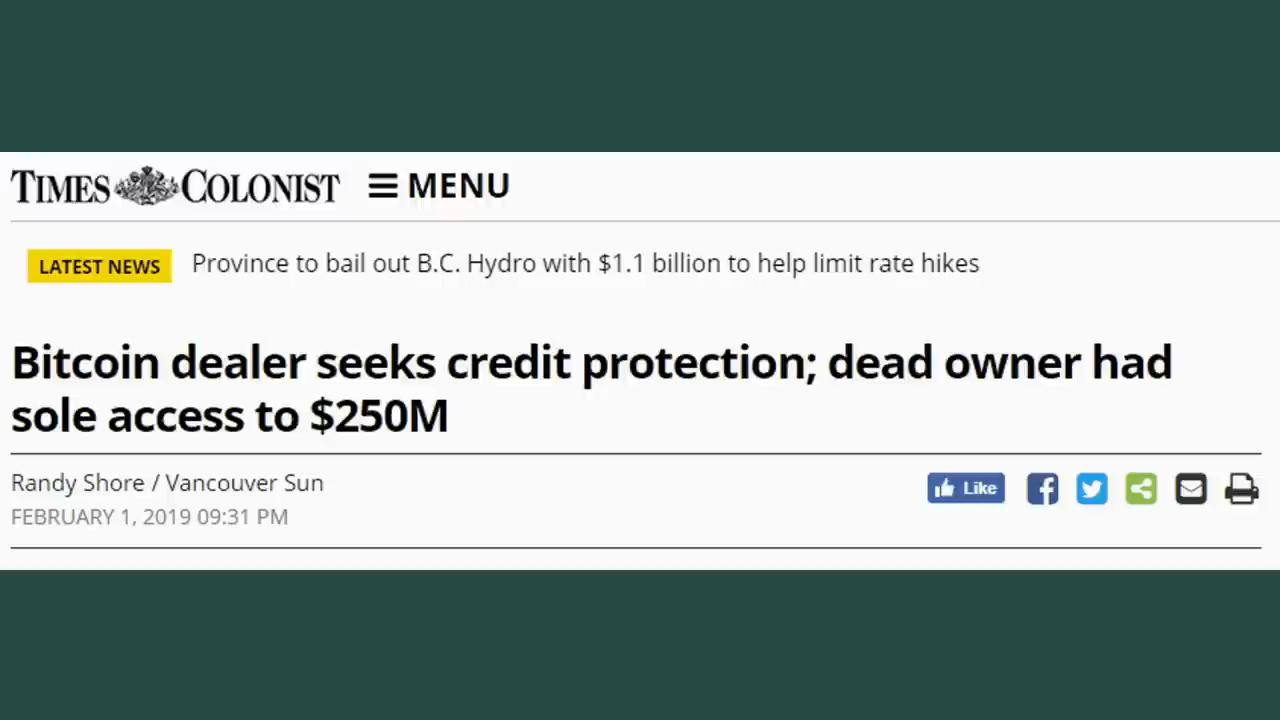 TIMES COLONIST MENU
LATEST NEWS Province to bail out B.C. Hydro with $1.1 billion to help limit rate hikes
Bitcoin dealer seeks credit protection; dead owner had
sole access to $250M
Randy Shore / Vancouver Sun
Like
FEBRUARY 1, 2019 09:31 PM